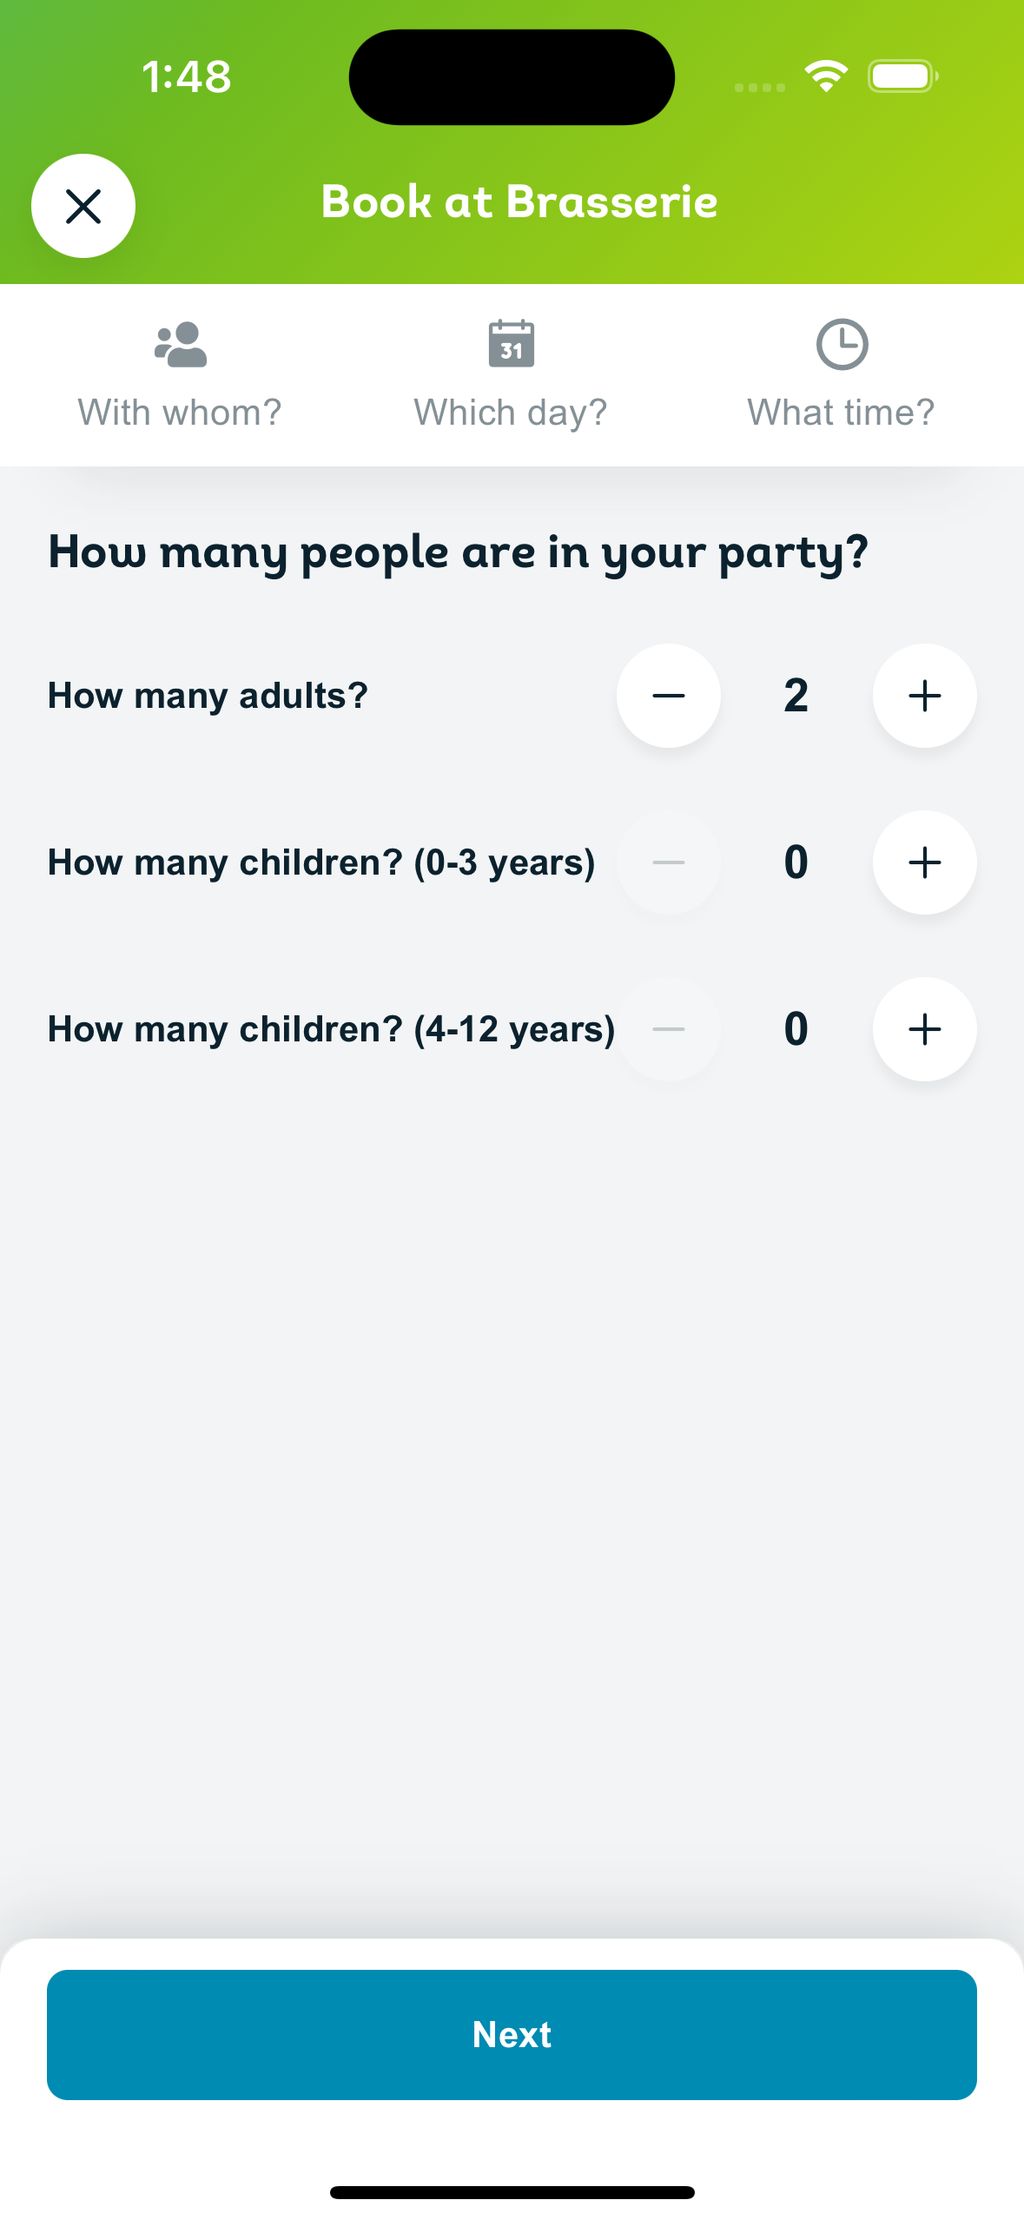 1:48
Book at Brasserie
31
With whom?
Which day?
What time?
How many people are in your party?
How many adults?
2
How many children? (0-3 years)
0
How many children? (4-12 years)
0
Next